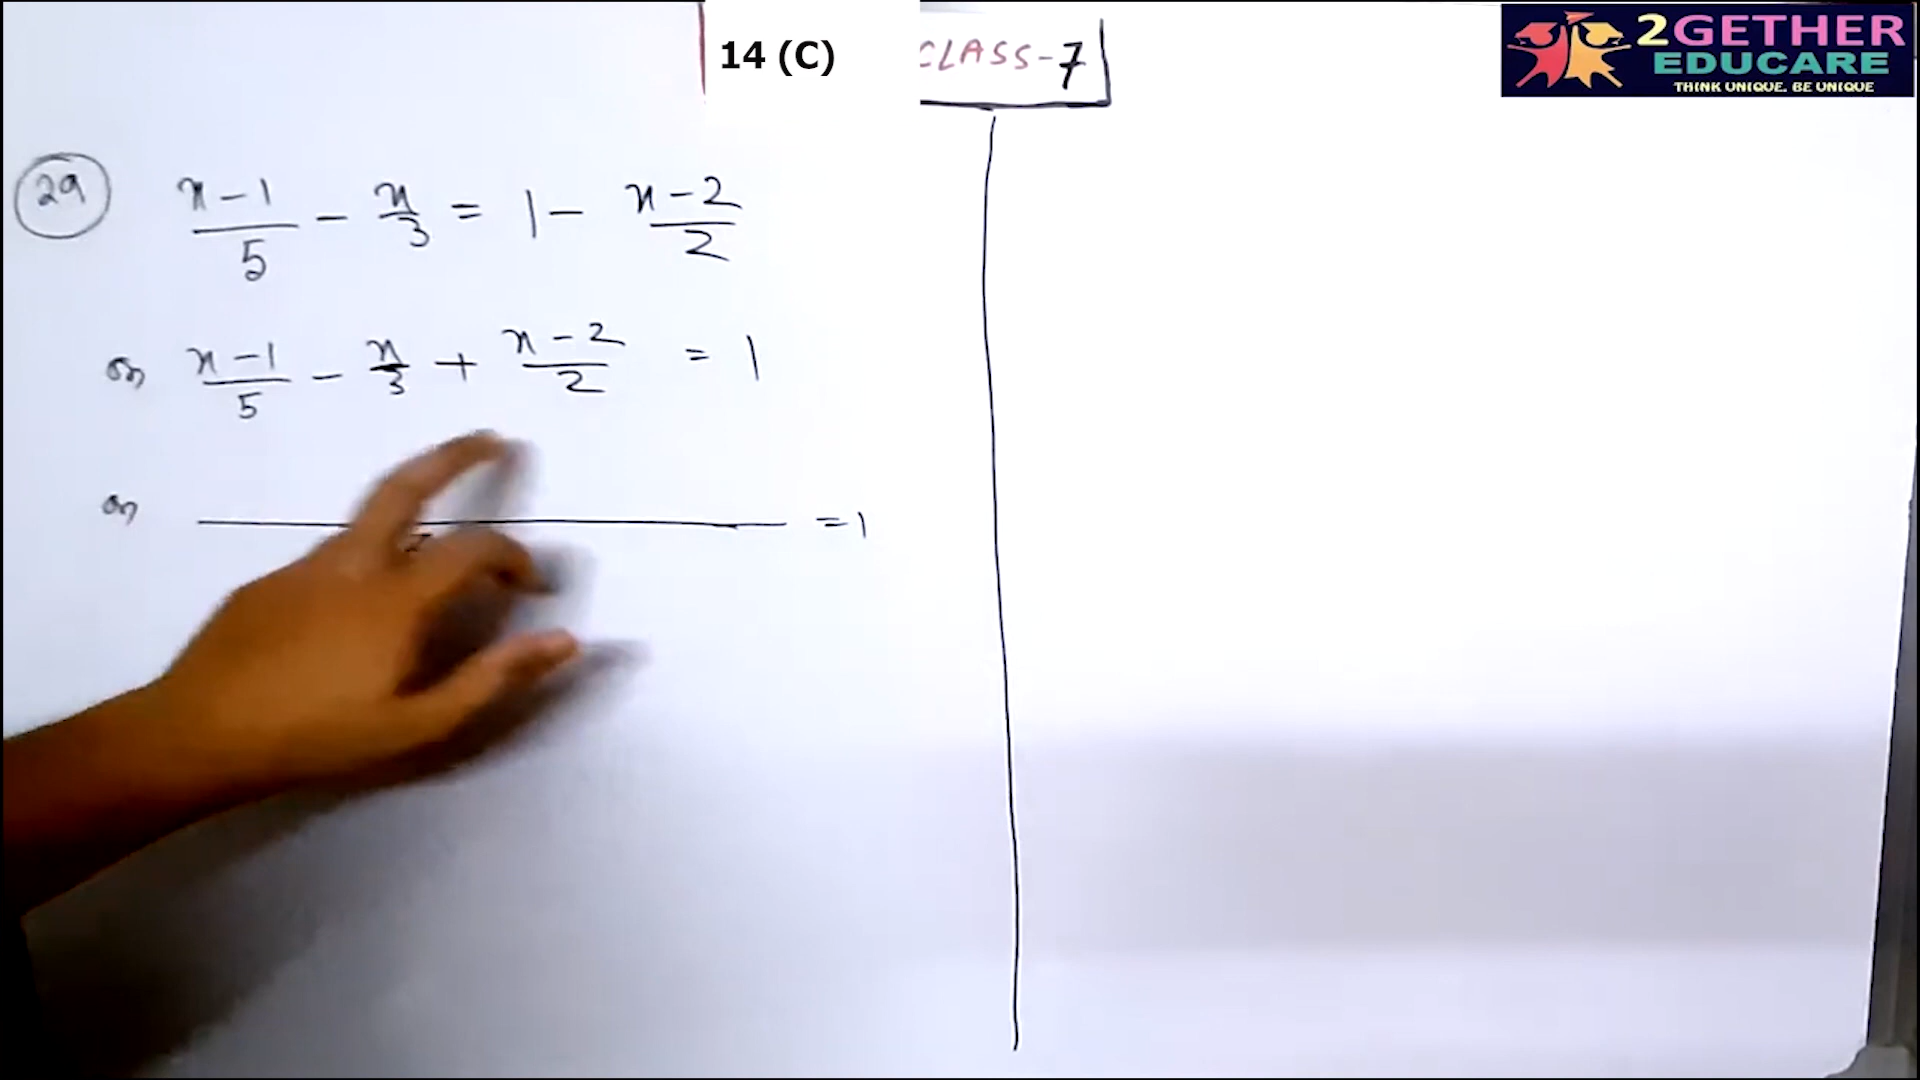 14 (C)
CLASS-7
2GETHER
EDUCARE
THINK UNIQUE. BE UNIQUE
29
x-1/5 - x/3 = 1 - x-2/2
or x-1/5 - x/3 + x-2/2 = 1
or = 1